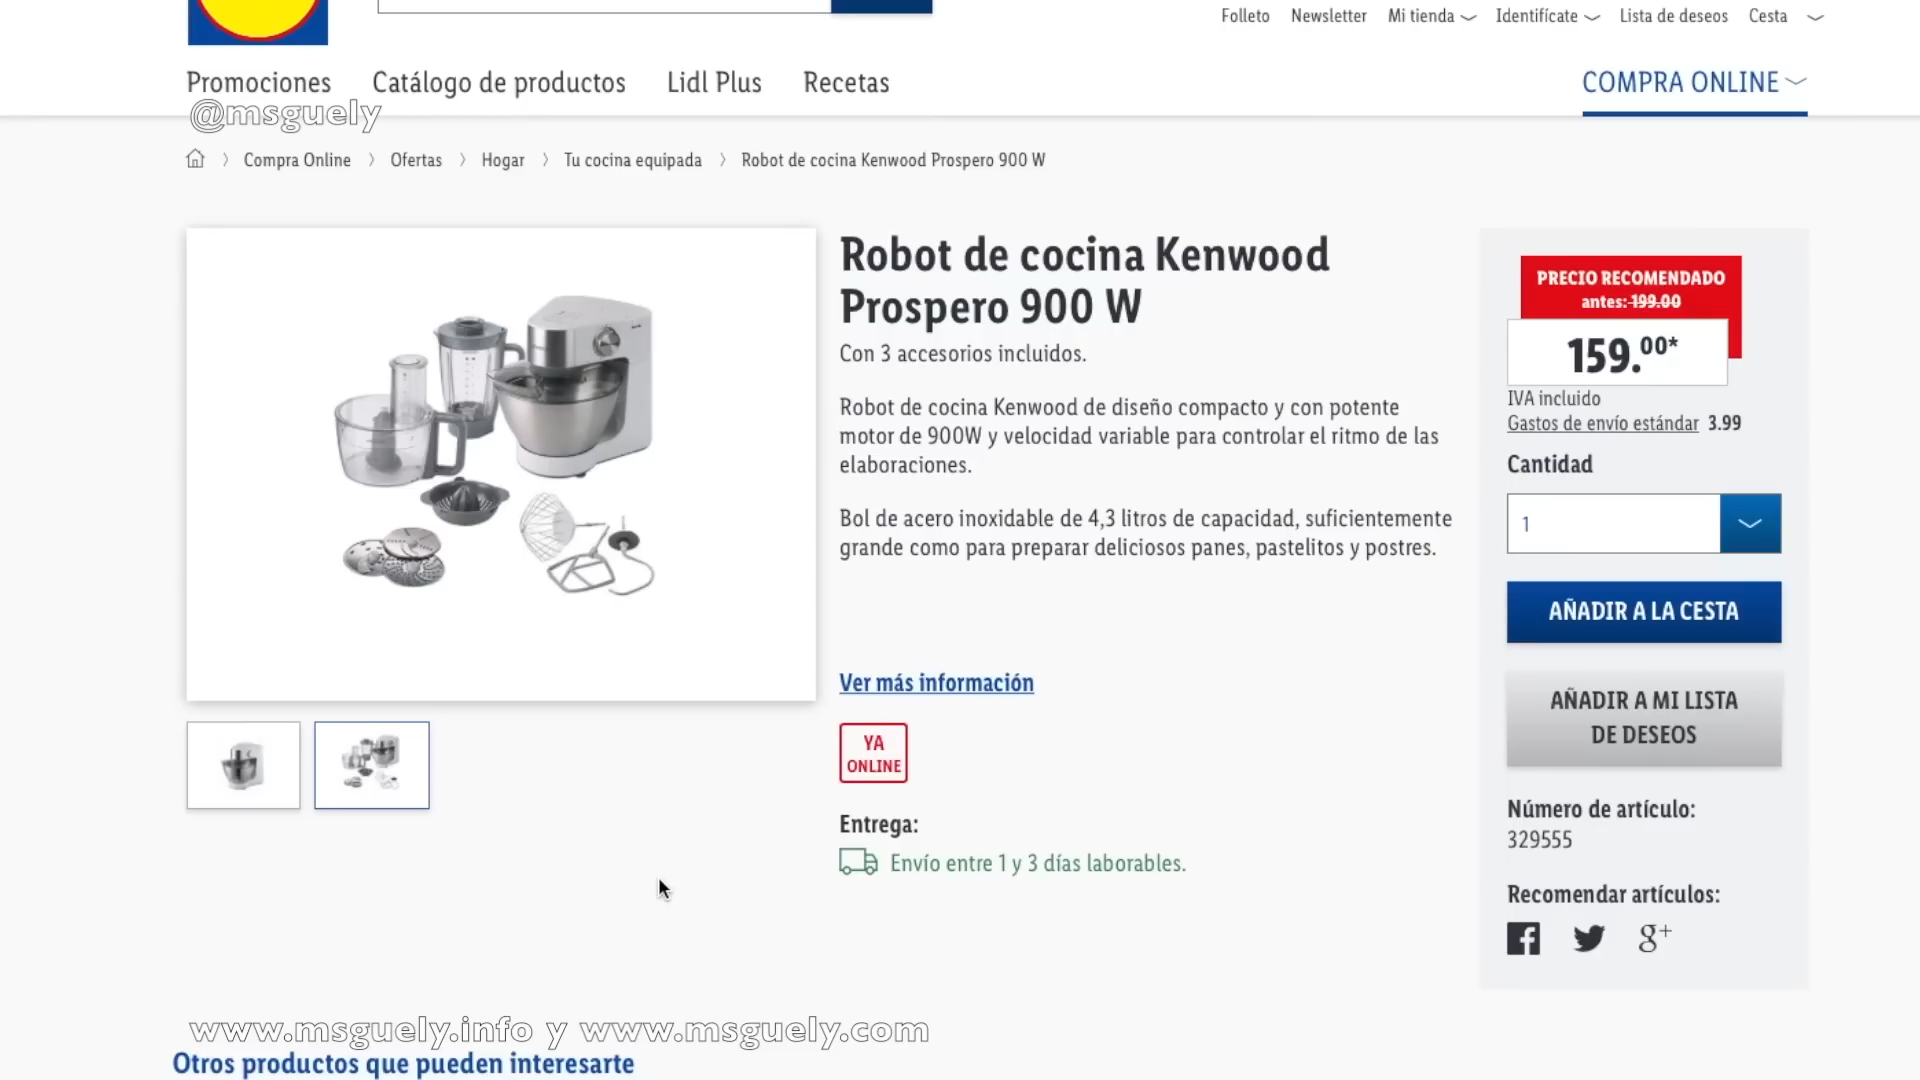 Folleto Newsletter Mi tienda Identifícate Lista de deseos Cesta
Promociones Catálogo de productos Lidl Plus Recetas COMPRA ONLINE
@msguely
Compra Online > Ofertas > Hogar > Tu cocina equipada > Robot de cocina Kenwood Prospero 900 W
Robot de cocina Kenwood
Prospero 900 W
Con 3 accesorios incluidos.
Robot de cocina Kenwood de diseño compacto y con potente
motor de 900W y velocidad variable para controlar el ritmo de las
elaboraciones.
Bol de acero inoxidable de 4,3 litros de capacidad, suficientemente
grande como para preparar deliciosos panes, pastelitos y postres.
Ver más información
YA
ONLINE
Entrega:
Envío entre 1 y 3 días laborables.
PRECIO RECOMENDADO
antes: 199.00
159.00*
IVA incluido
Gastos de envío estándar 3.99
Cantidad
1
AÑADIR A LA CESTA
AÑADIR A MI LISTA
DE DESEOS
Número de artículo:
329555
Recomendar artículos:
g+
www.msguely.info y www.msguely.com
Otros productos que pueden interesarte